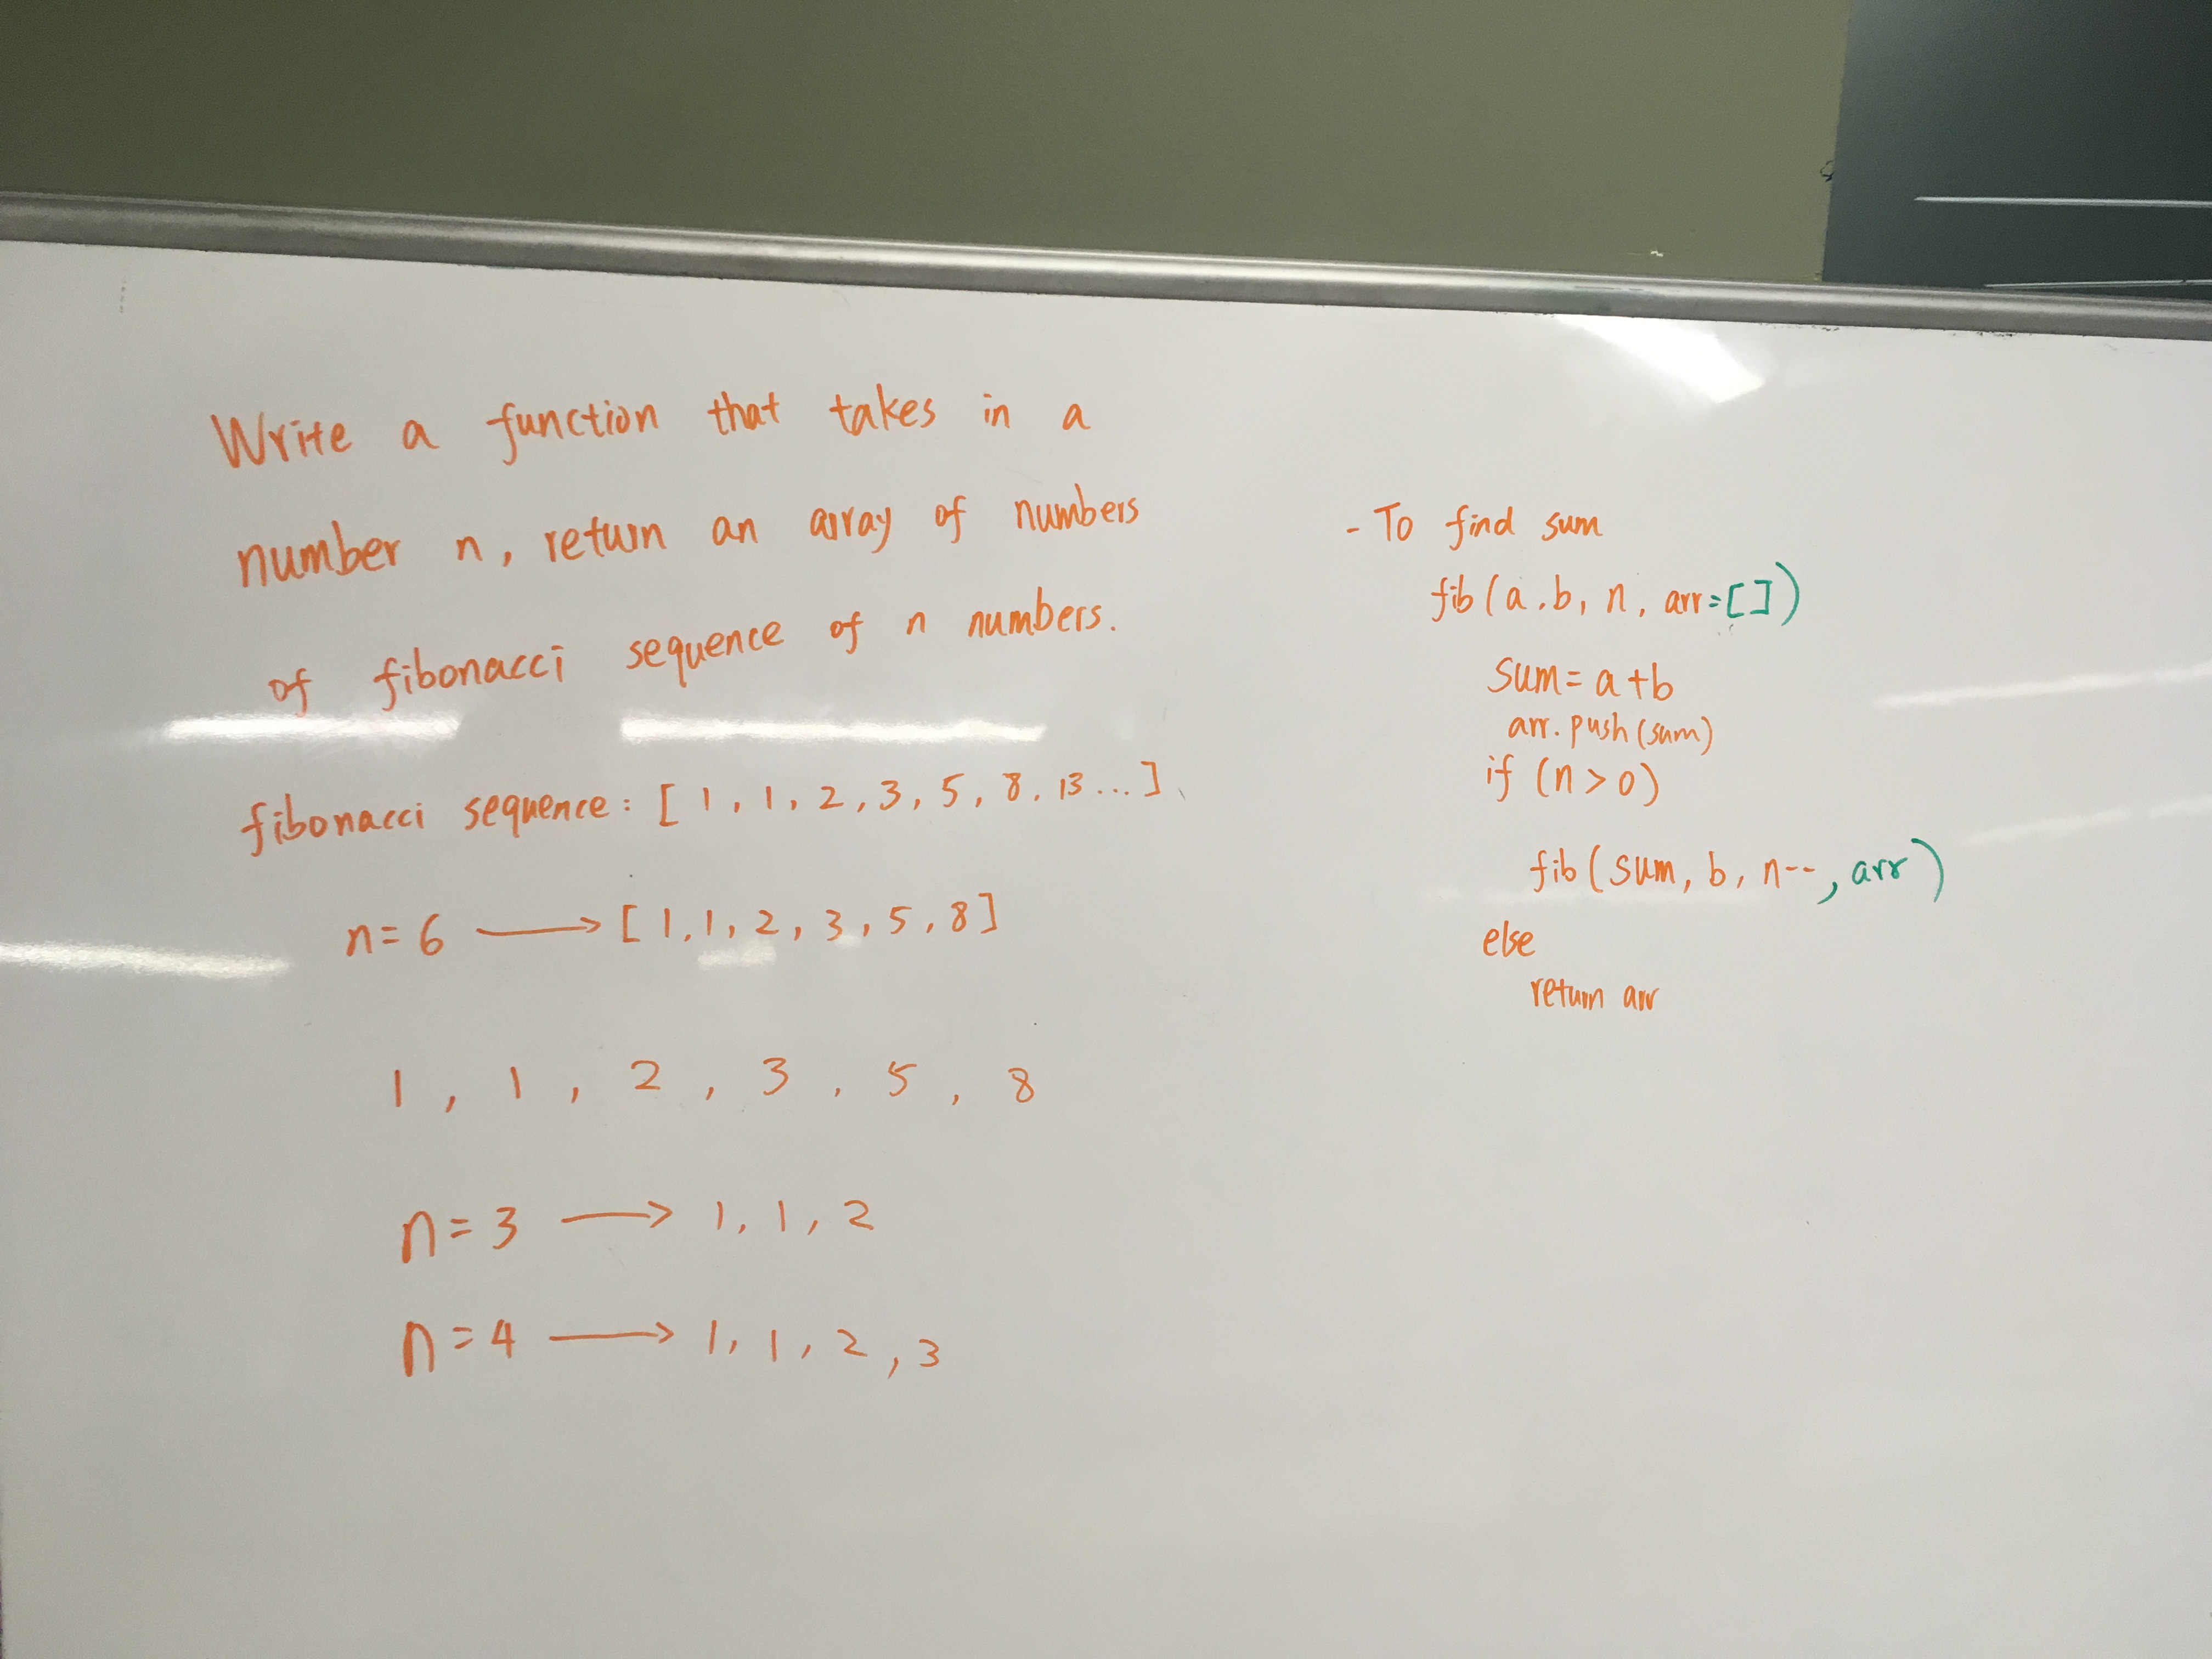 Write a function that takes in a
number n, return an array of numbers
of fibonacci sequence of n numbers.
fibonacci sequence: [ 1, 1, 2, 3, 5, 8, 13 ... ]
n = 6 → [ 1, 1, 2, 3, 5, 8 ]
1 , 1 , 2 , 3 , 5 , 8
n = 3 → 1, 1, 2
n = 4 → 1, 1, 2, 3
- To find sum
fib(a, b, n, arr=[])
sum = a+b
arr.push(sum)
if (n > 0)
fib(sum, b, n--, arr)
else
return arr